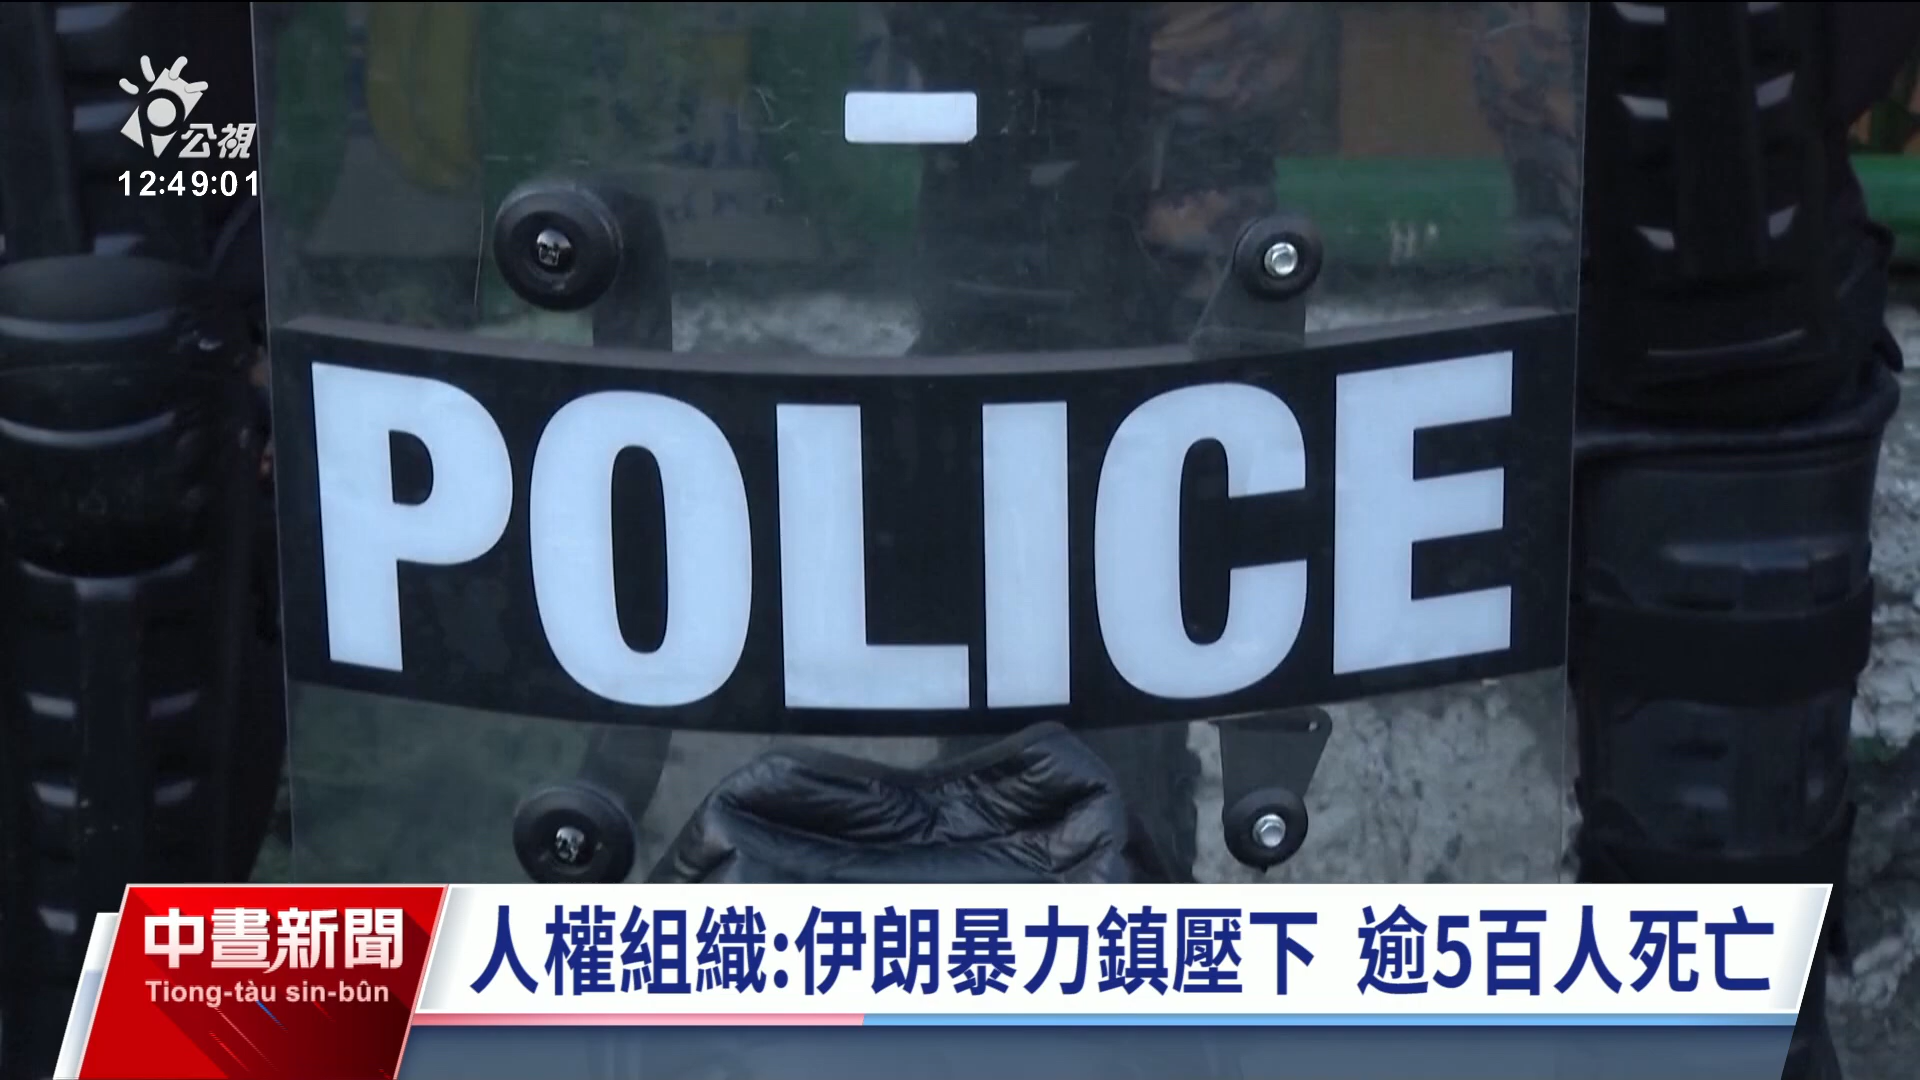 公視
12:49:01
POLICE
中晝新聞
Tiong-tàu sin-bûn
人權組織:伊朗暴力鎮壓下 逾5百人死亡